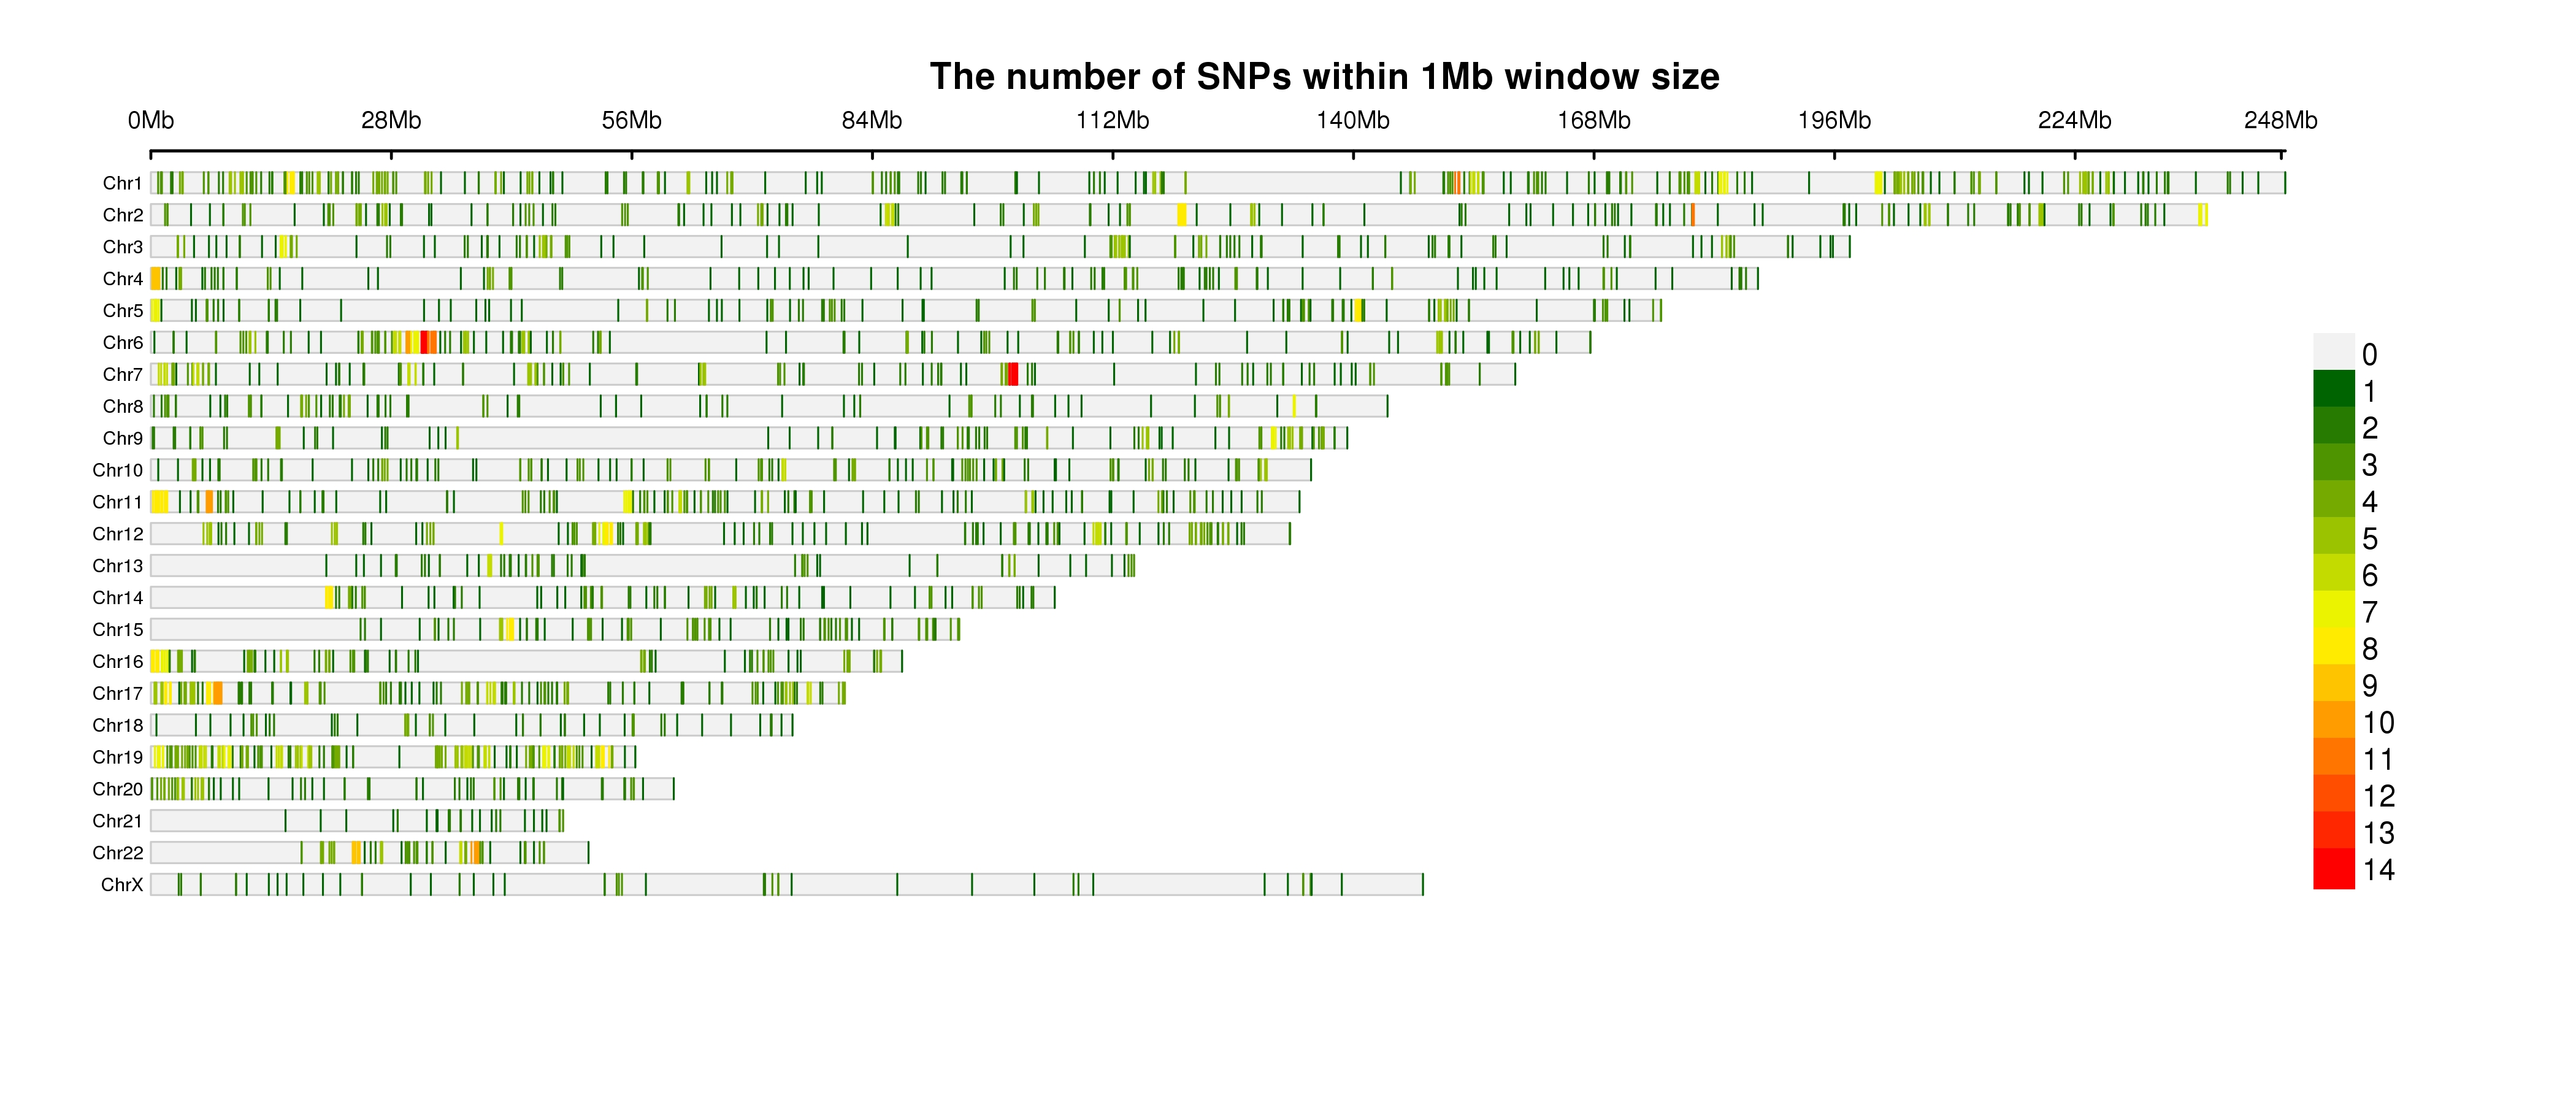 The number of SNPs within 1Mb window size
0Mb 28Mb 56Mb 84Mb 112Mb 140Mb 168Mb 196Mb 224Mb 248Mb
Chr1
Chr2
Chr3
Chr4
Chr5
Chr6
Chr7
Chr8
Chr9
Chr10
Chr11
Chr12
Chr13
Chr14
Chr15
Chr16
Chr17
Chr18
Chr19
Chr20
Chr21
Chr22
ChrX
0
1
2
3
4
5
6
7
8
9
10
11
12
13
14